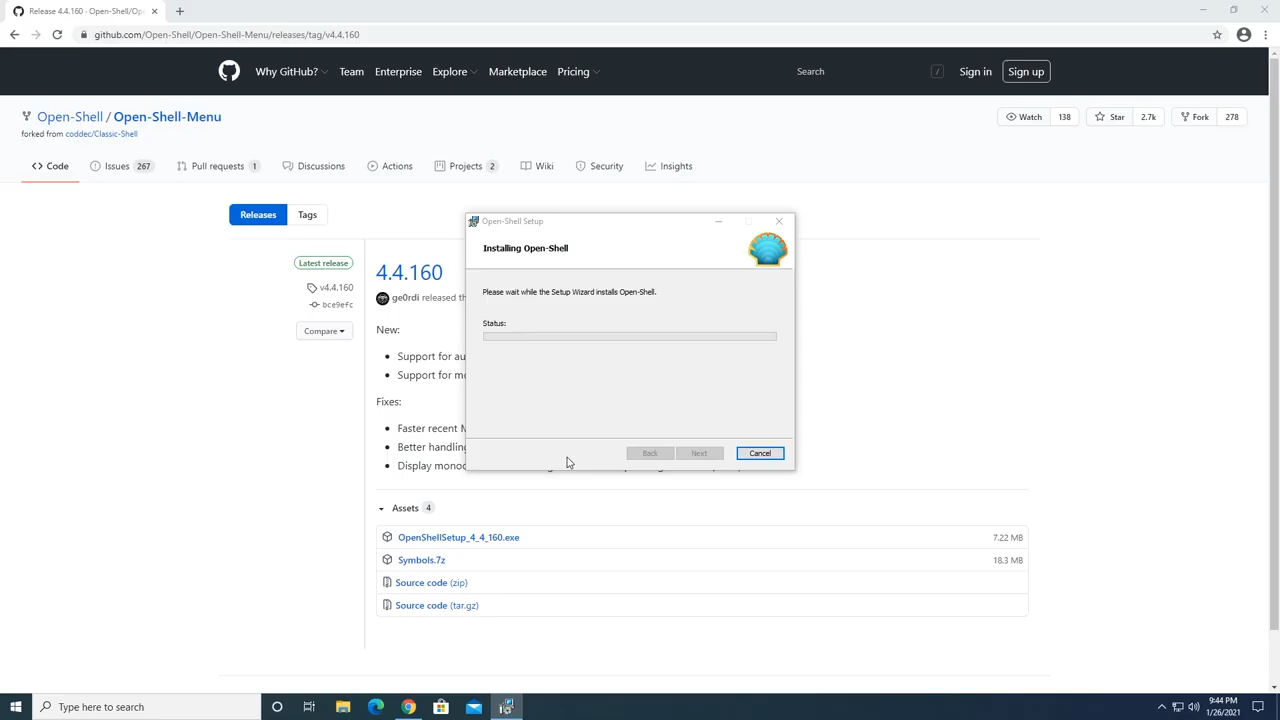 Release 4.4.160 · Open-Shell/Op
github.com/Open-Shell/Open-Shell-Menu/releases/tag/v4.4.160
Why GitHub? Team Enterprise Explore Marketplace Pricing Search / Sign in Sign up
Open-Shell / Open-Shell-Menu Watch 138 Star 2.7k Fork 278
forked from coddec/Classic-Shell
Code Issues 267 Pull requests 1 Discussions Actions Projects 2 Wiki Security Insights
Releases Tags
Latest release
v4.4.160
bce9efc
Compare
4.4.160
ge0rdi released
New:
Support for
Support for
Fixes:
Faster recent
Better handling
Display
Open-Shell Setup
Installing Open-Shell
Please wait while the Setup Wizard installs Open-Shell.
Status:
Back Next Cancel
Assets 4
OpenShellSetup_4_4_160.exe 7.22 MB
Symbols.7z 18.3 MB
Source code (zip)
Source code (tar.gz)
Type here to search
9:44 PM
1/26/2021